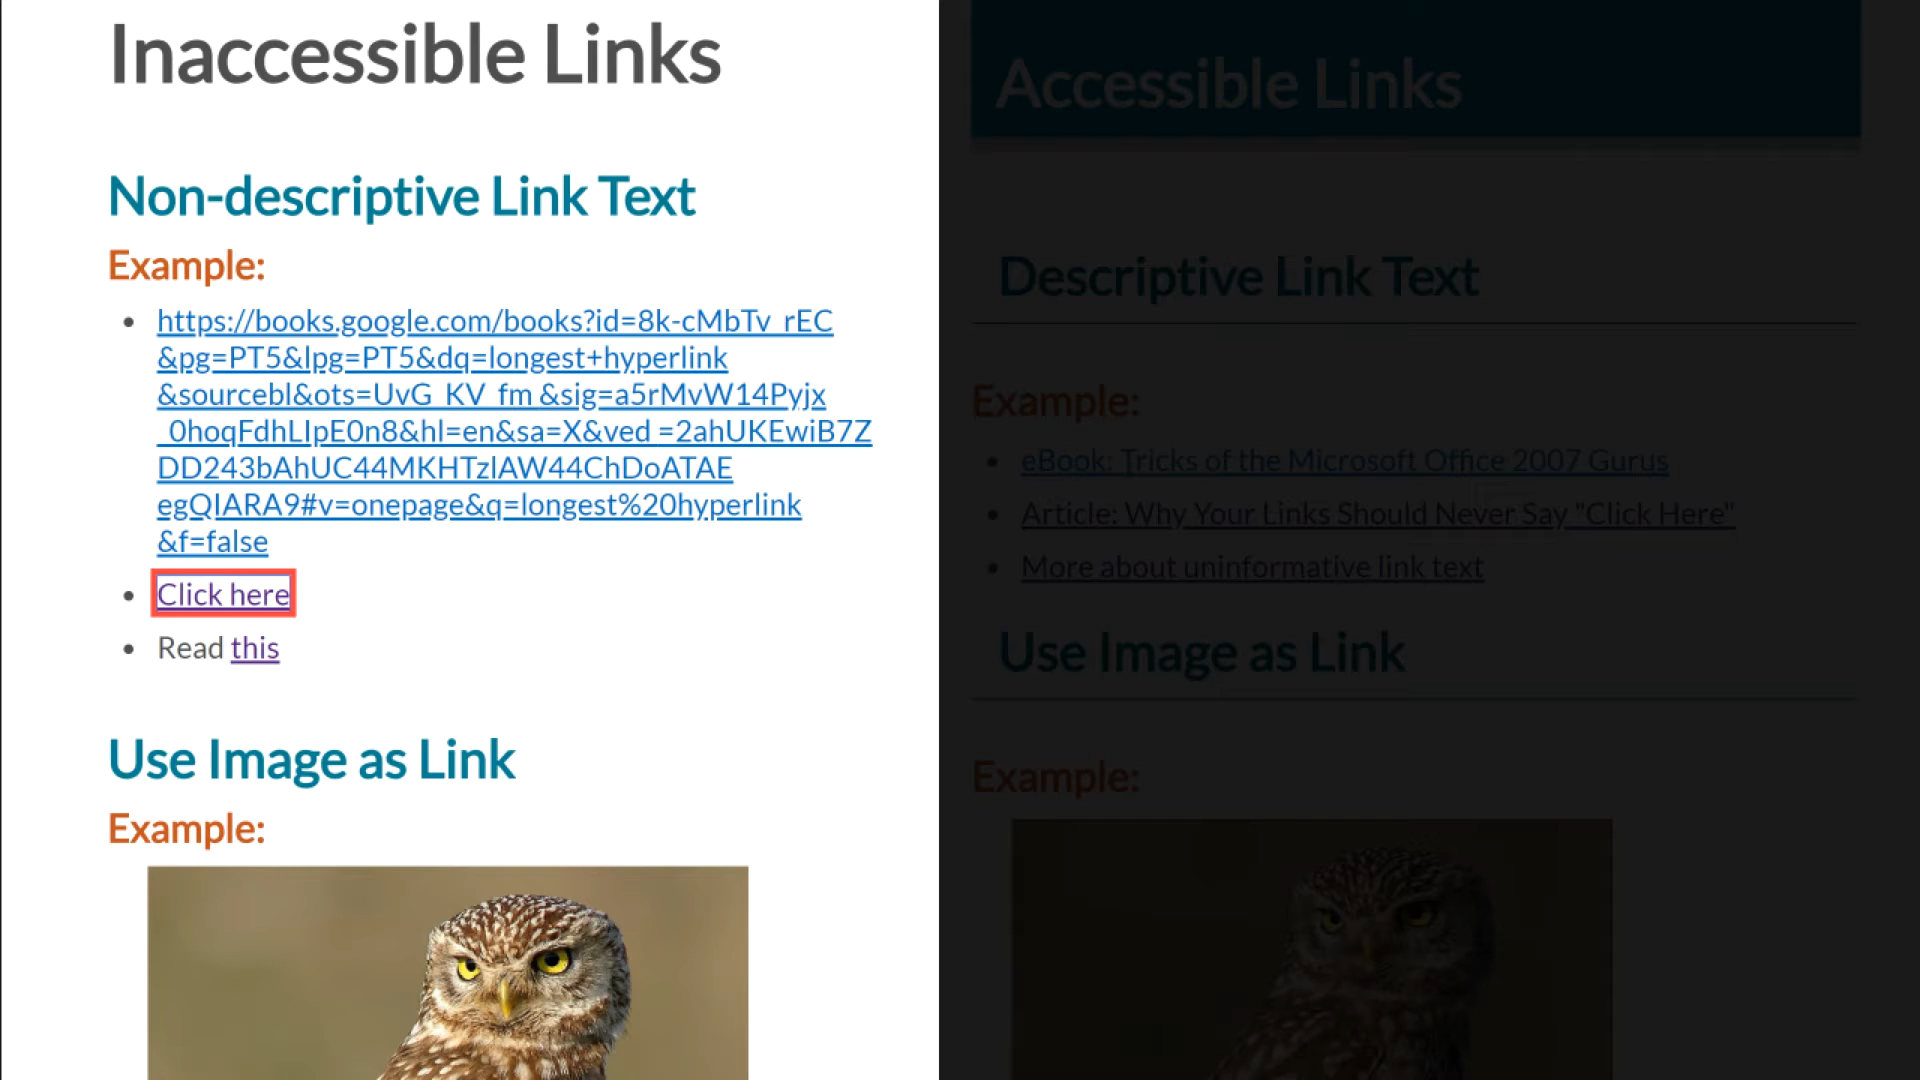 Inaccessible Links
Non-descriptive Link Text
Example:
https://books.google.com/books?id=8k-cMbTv_rEC
&pg=PT5&lpg=PT5&dq=longest+hyperlink
&sourcebl&ots=UvG_KV_fm &sig=a5rMvW14Pyjx
_0hoqFdhLIpE0n8&hl=en&sa=X&ved =2ahUKEwiB7Z
DD243bAhUC44MKHTzlAW44ChDoATAE
egQIARA9#v=onepage&q=longest%20hyperlink
&f=false
Click here
Read this
Use Image as Link
Example:
Accessible Links
Descriptive Link Text
Example:
eBook: Tricks of the Microsoft Office 2007 Gurus
Article: Why Your Links Should Never Say "Click Here"
More about uninformative link text
Use Image as Link
Example: